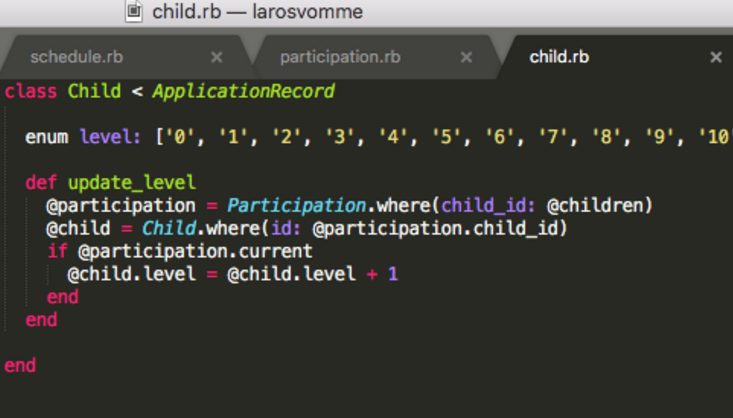 child.rb — larosvomme
schedule.rb × participation.rb × child.rb ×
class Child < ApplicationRecord
enum level: ['0', '1', '2', '3', '4', '5', '6', '7', '8', '9', '10
def update_level
@participation = Participation.where(child_id: @children)
@child = Child.where(id: @participation.child_id)
if @participation.current
@child.level = @child.level + 1
end
end
end